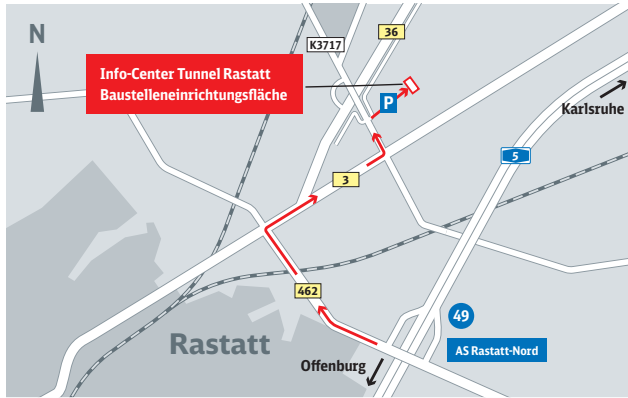 N
36
K3717
Info-Center Tunnel Rastatt
Baustelleneinrichtungsfläche
P
Karlsruhe
5
3
462
49
Rastatt
AS Rastatt-Nord
Offenburg